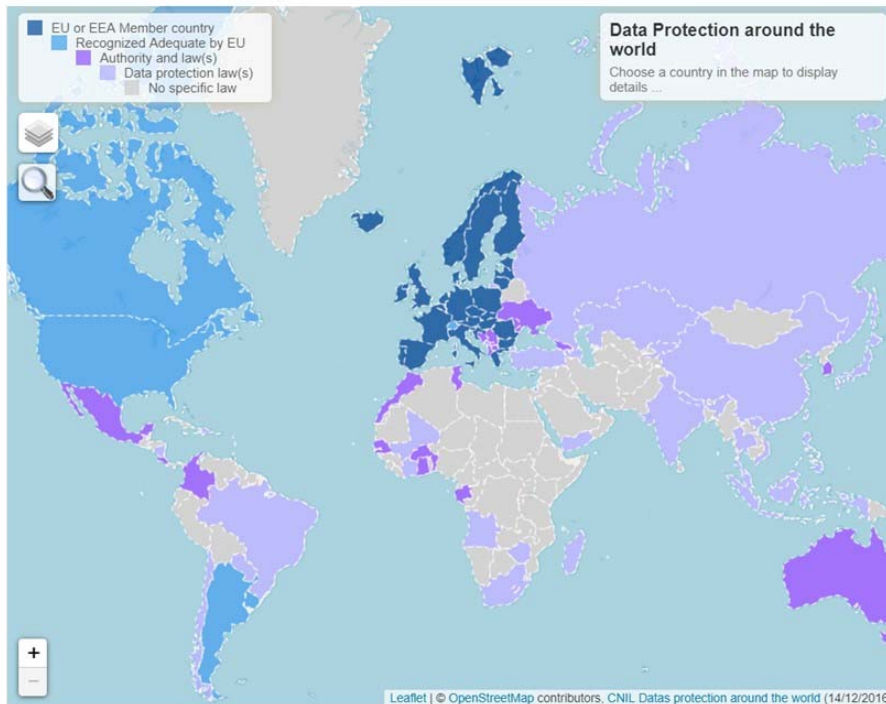 EU or EEA Member country
Recognized Adequate by EU
Authority and law(s)
Data protection law(s)
No specific law
Data Protection around the
world
Choose a country in the map to display
details ...
+
−
Leaflet | © OpenStreetMap contributors, CNIL Datas protection around the world (14/12/2016